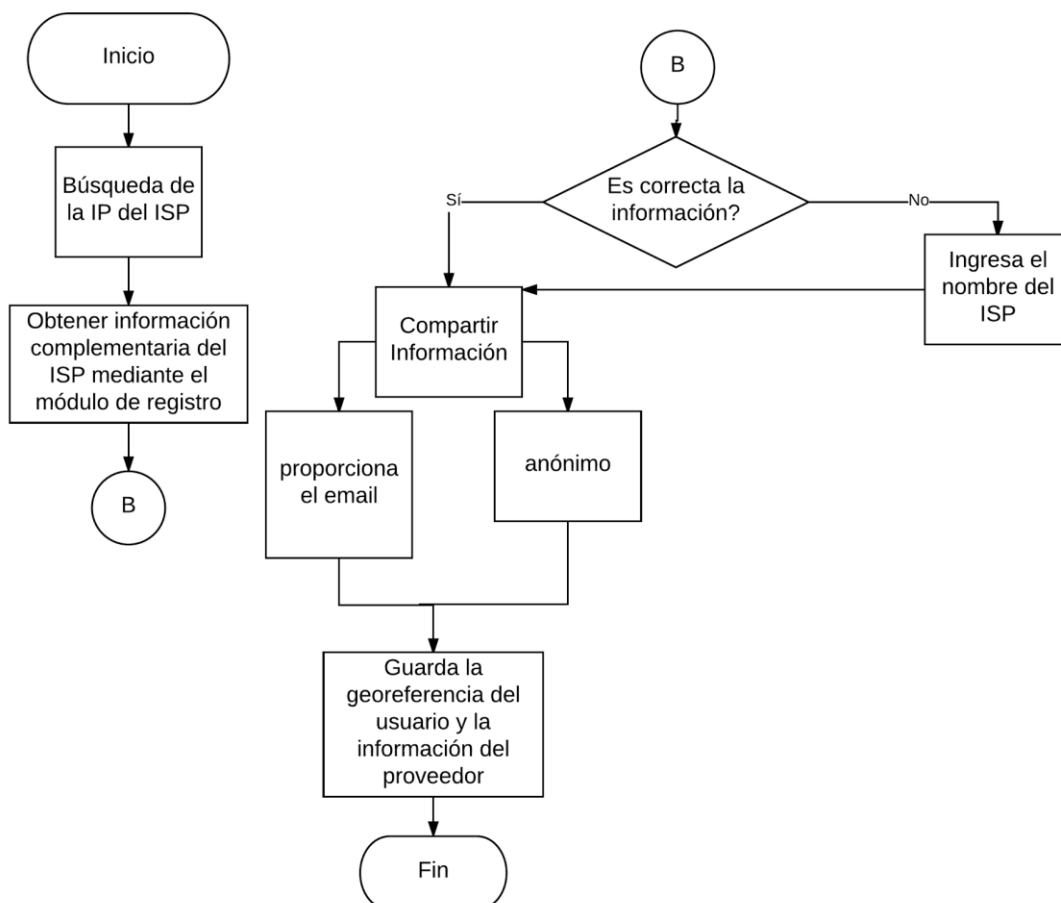 Inicio
Búsqueda de
la IP del ISP
Obtener información
complementaria del
ISP mediante el
módulo de registro
B
B
Es correcta la
información?
Sí
No
Ingresa el
nombre del
ISP
Compartir
Información
proporciona
el email
anónimo
Guarda la
georeferencia del
usuario y la
información del
proveedor
Fin